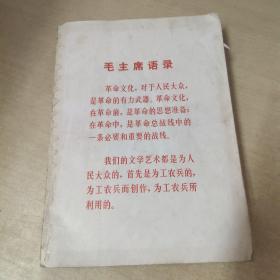 毛主席语录
革命文化，对于人民大众，
是革命的有力武器。革命文化，
在革命前，是革命的思想准备；
在革命中，是革命总战线中的
一条必要和重要的战线。
我们的文学艺术都是为人
民大众的，首先是为工农兵的，
为工农兵而创作，为工农兵所
利用的。